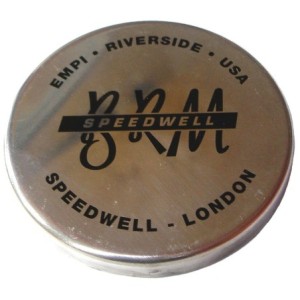 EMPI • RIVERSIDE • USA
BRM
SPEEDWELL
SPEEDWELL - LONDON